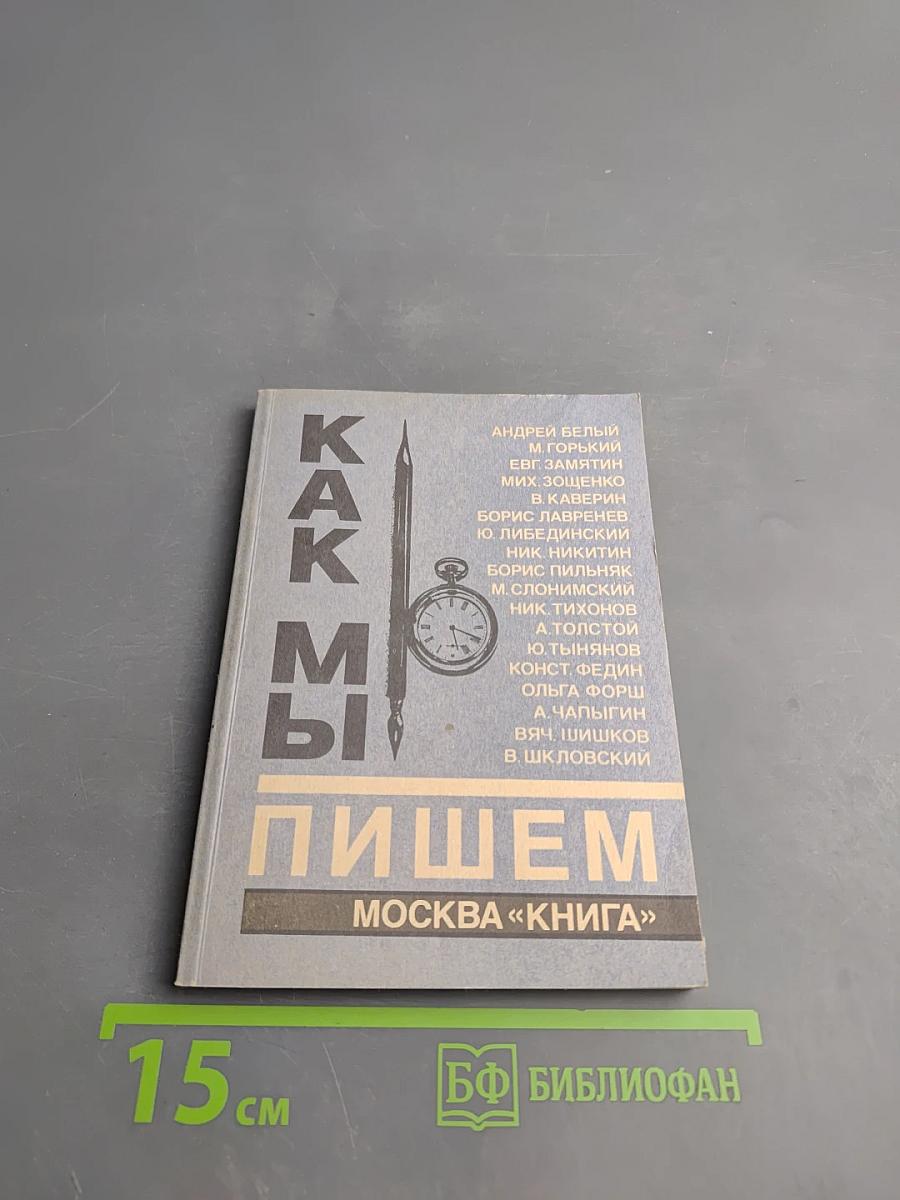 КАК
МЫ
АНДРЕЙ БЕЛЫЙ
М. ГОРЬКИЙ
ЕВГ. ЗАМЯТИН
МИХ. ЗОЩЕНКО
В. КАВЕРИН
БОРИС ЛАВРЕНЕВ
Ю. ЛИБЕДИНСКИЙ
НИК. НИКИТИН
БОРИС ПИЛЬНЯК
М. СЛОНИМСКИЙ
НИК. ТИХОНОВ
А. ТОЛСТОЙ
Ю. ТЫНЯНОВ
КОНСТ. ФЕДИН
ОЛЬГА ФОРШ
А. ЧАПЫГИН
ВЯЧ. ШИШКОВ
В. ШКЛОВСКИЙ
ПИШЕМ
МОСКВА «КНИГА»
15 см
БФ БИБЛИОФАН